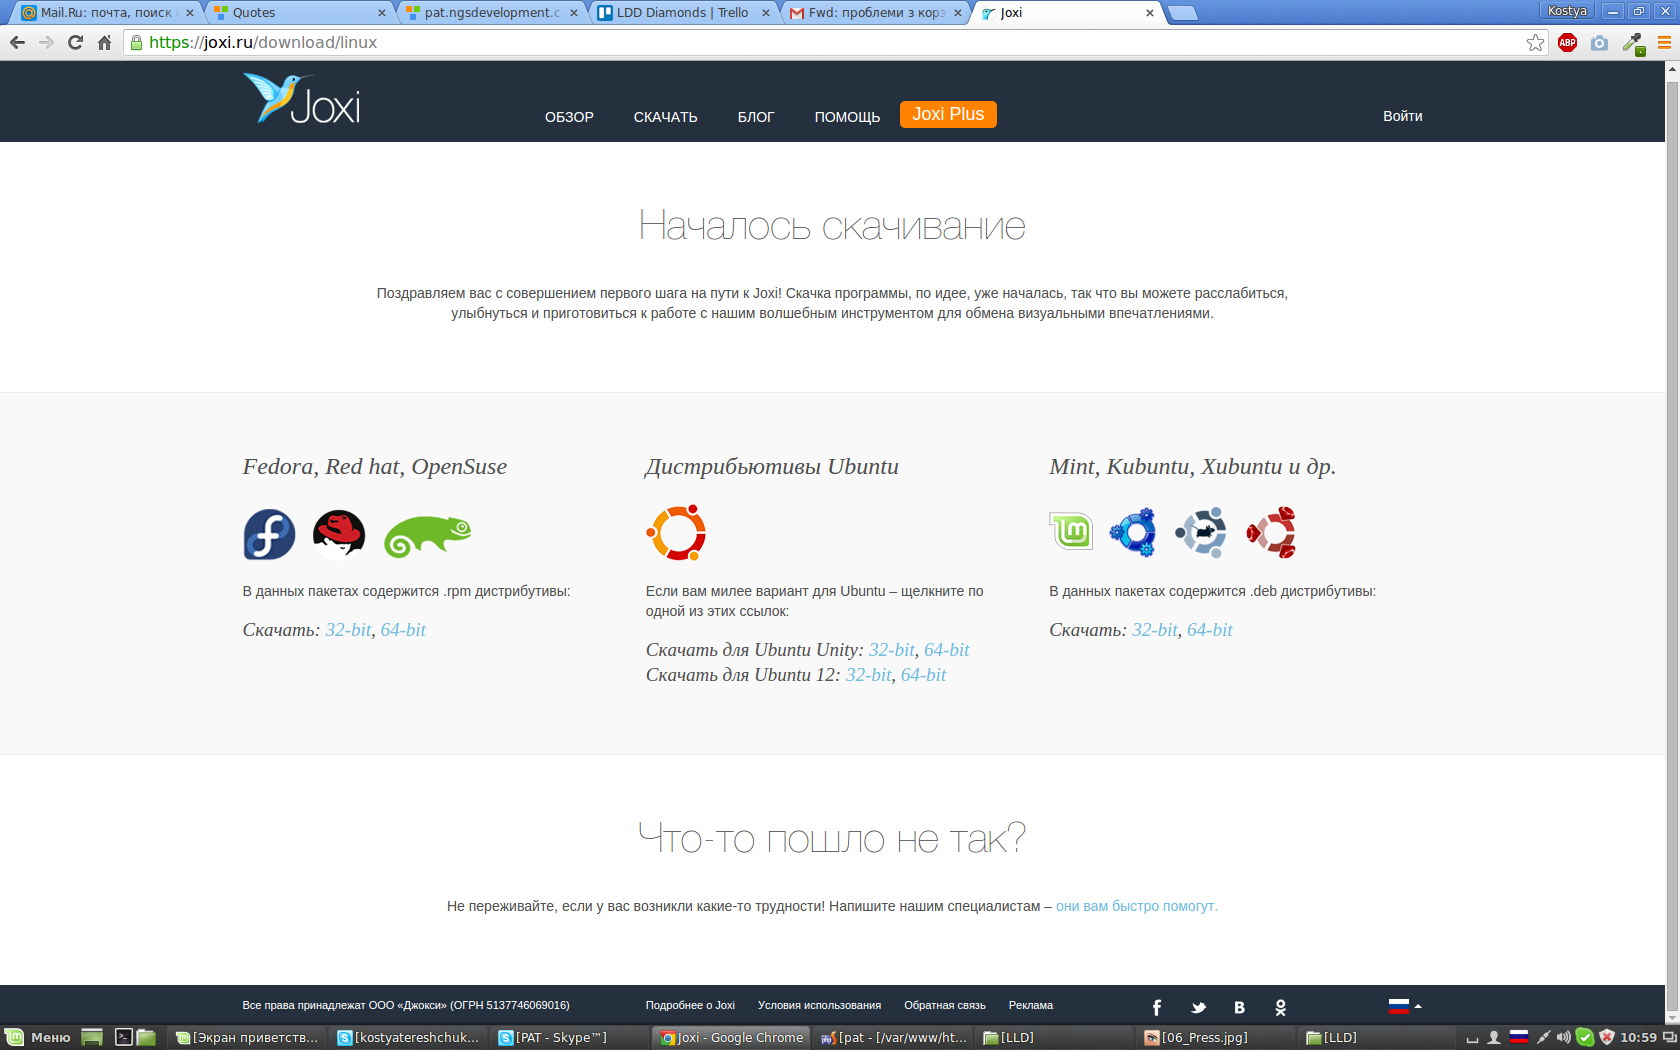 Mail.Ru: почта, поиск
Quotes
pat.ngsdevelopment.c
LDD Diamonds | Trello
Fwd: проблеми з корз
Joxi
Kostya
https://joxi.ru/download/linux
ABP
Joxi
ОБЗОР
СКАЧАТЬ
БЛОГ
ПОМОЩЬ
Joxi Plus
Войти
Началось скачивание
Поздравляем вас с совершением первого шага на пути к Joxi! Скачка программы, по идее, уже началась, так что вы можете расслабиться,
улыбнуться и приготовиться к работе с нашим волшебным инструментом для обмена визуальными впечатлениями.
Fedora, Red hat, OpenSuse
В данных пакетах содержится .rpm дистрибутивы:
Скачать: 32-bit, 64-bit
Дистрибьютивы Ubuntu
Если вам милее вариант для Ubuntu – щелкните по
одной из этих ссылок:
Скачать для Ubuntu Unity: 32-bit, 64-bit
Скачать для Ubuntu 12: 32-bit, 64-bit
Mint, Kubuntu, Xubuntu и др.
В данных пакетах содержится .deb дистрибутивы:
Скачать: 32-bit, 64-bit
Что-то пошло не так?
Не переживайте, если у вас возникли какие-то трудности! Напишите нашим специалистам – они вам быстро помогут.
Все права принадлежат ООО «Джокси» (ОГРН 5137746069016)
Подробнее о Joxi
Условия использования
Обратная связь
Реклама
Меню
[Экран приветств...
[kostyatereshchuk...
[PAT - Skype™]
Joxi - Google Chrome
[pat - [/var/www/ht...
[LLD]
[06_Press.jpg]
[LLD]
10:59